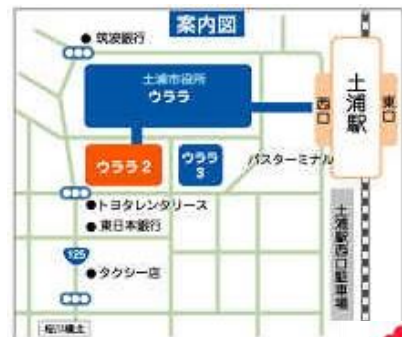 案内図
筑波銀行
土浦市役所
ウララ
土浦駅
西口
東口
ウララ2
ウララ
3
バスターミナル
トヨタレンタリース
東日本銀行
125
タクシー店
土浦駅西口駐車場
桜川橋北